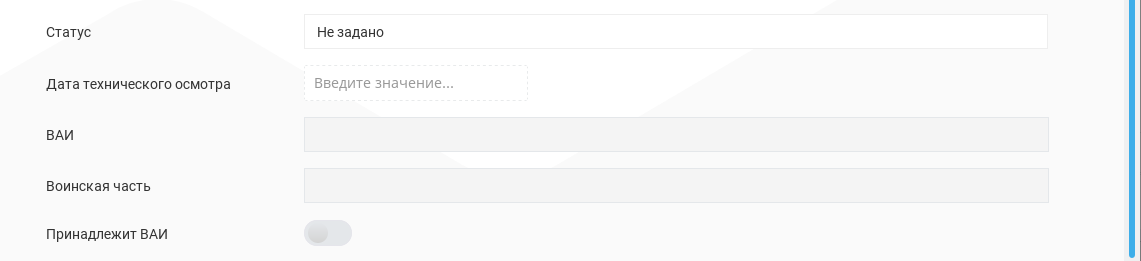 Статус
Не задано
Дата технического осмотра
Введите значение...
ВАИ
Воинская часть
Принадлежит ВАИ